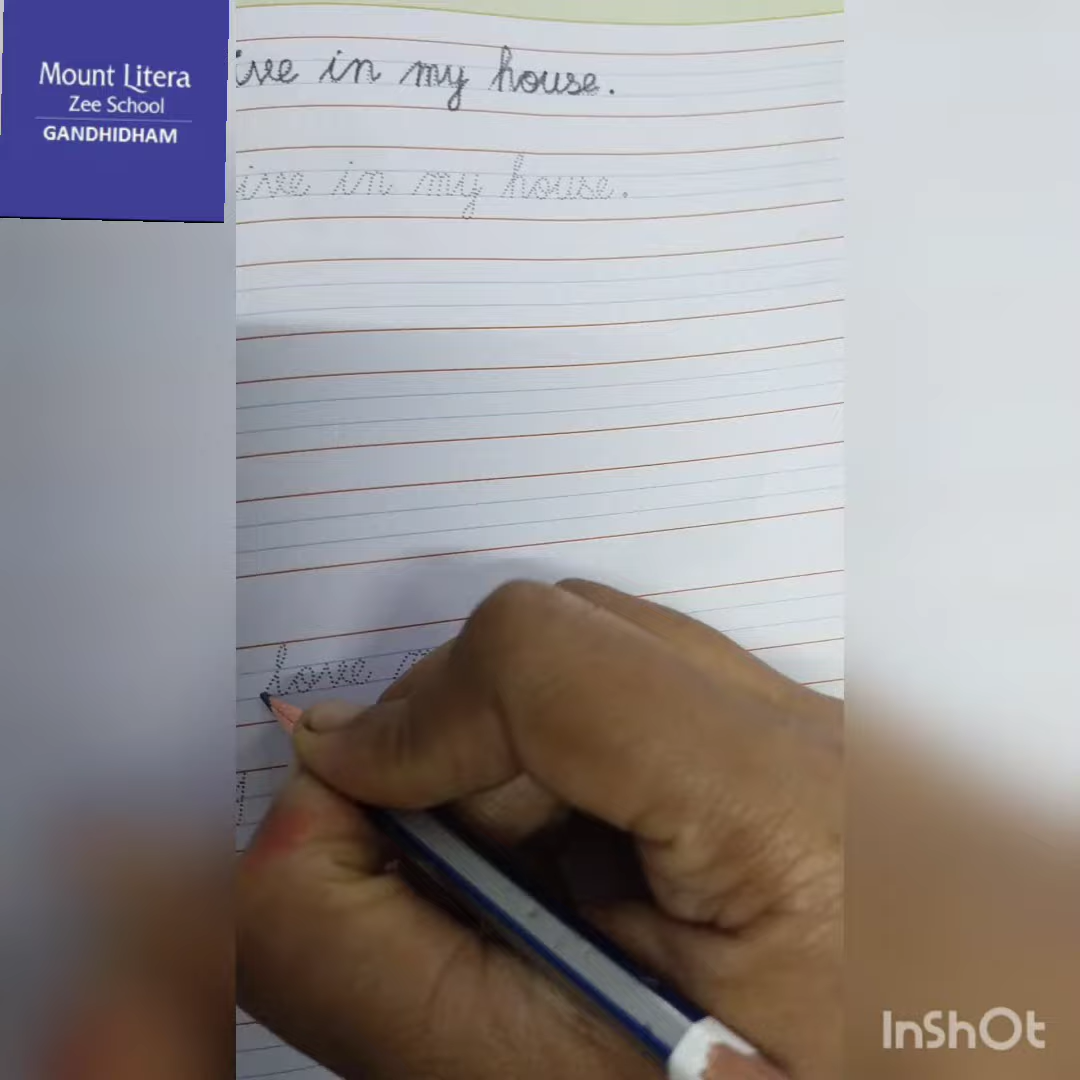 Mount Litera
Zee School
GANDHIDHAM
ive in my house.
ive in my house.
love m
InShOt